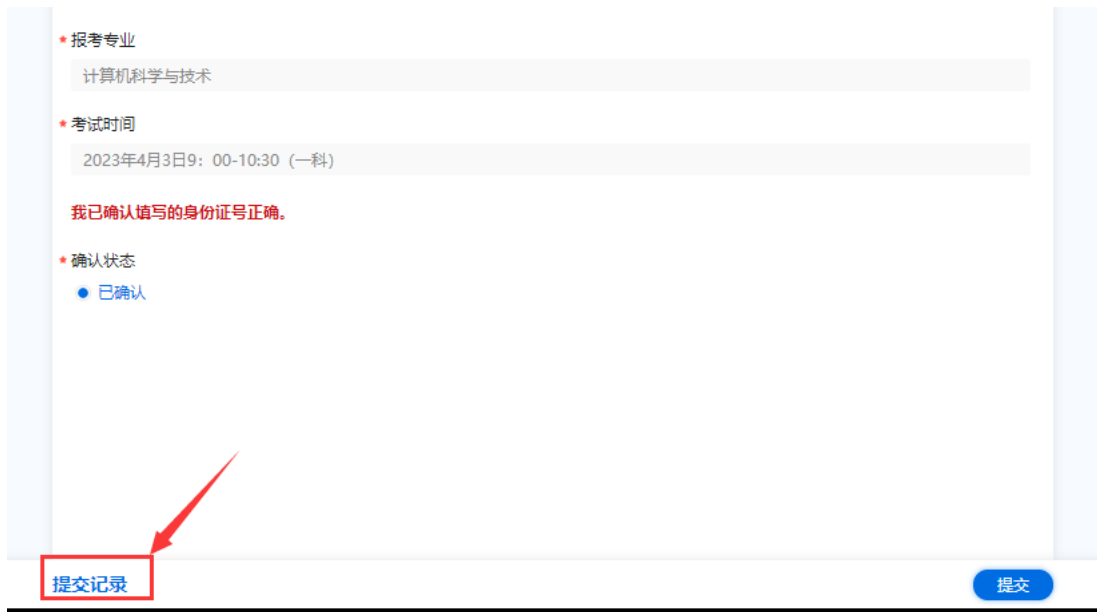 * 报考专业
计算机科学与技术
* 考试时间
2023年4月3日9：00-10:30（一科）
我已确认填写的身份证号正确。
* 确认状态
已确认
提交记录
提交